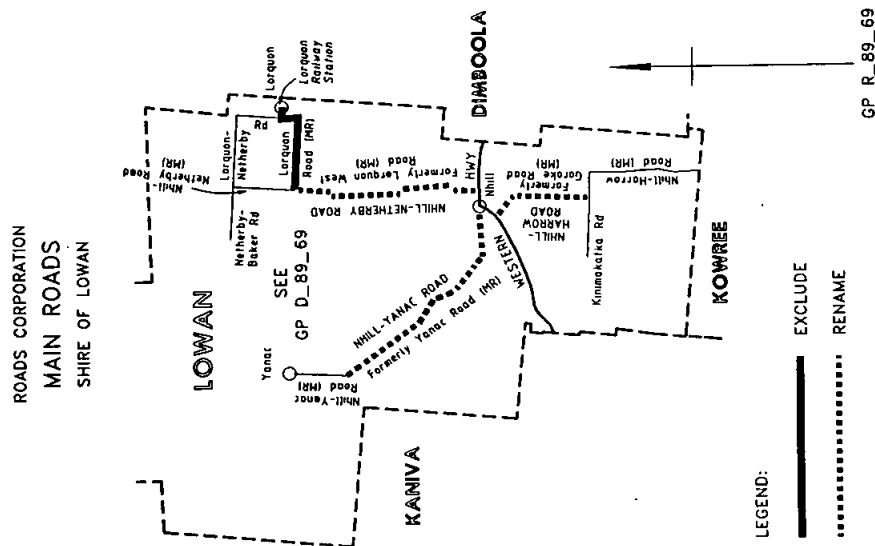 ROADS CORPORATION
MAIN ROADS
SHIRE OF LOWAN
LOWAN
KANIVA
DIMBOOLA
KOWREE
Lorquon
Lorquon
Railway
Station
Lorquon-
Netherby
Rd
Lorquon
Road (MR)
Nhill-
Netherby Road
(MR)
Netherby-
Baker Rd
NHILL-NETHERBY ROAD
Formerly Lorquon West
Road (MR)
SEE
GP D_89_69
Yanac
Nhill-Yanac
Road (MR)
NHILL-YANAC ROAD
Formerly Yanac Road (MR)
WESTERN
HWY
Nhill
NHILL-
HARROW
ROAD
Formerly
Goroke Road
(MR)
Kinimakatka Rd
Nhill-Harrow
Road (MR)
LEGEND:
EXCLUDE
RENAME
GP R_89_69